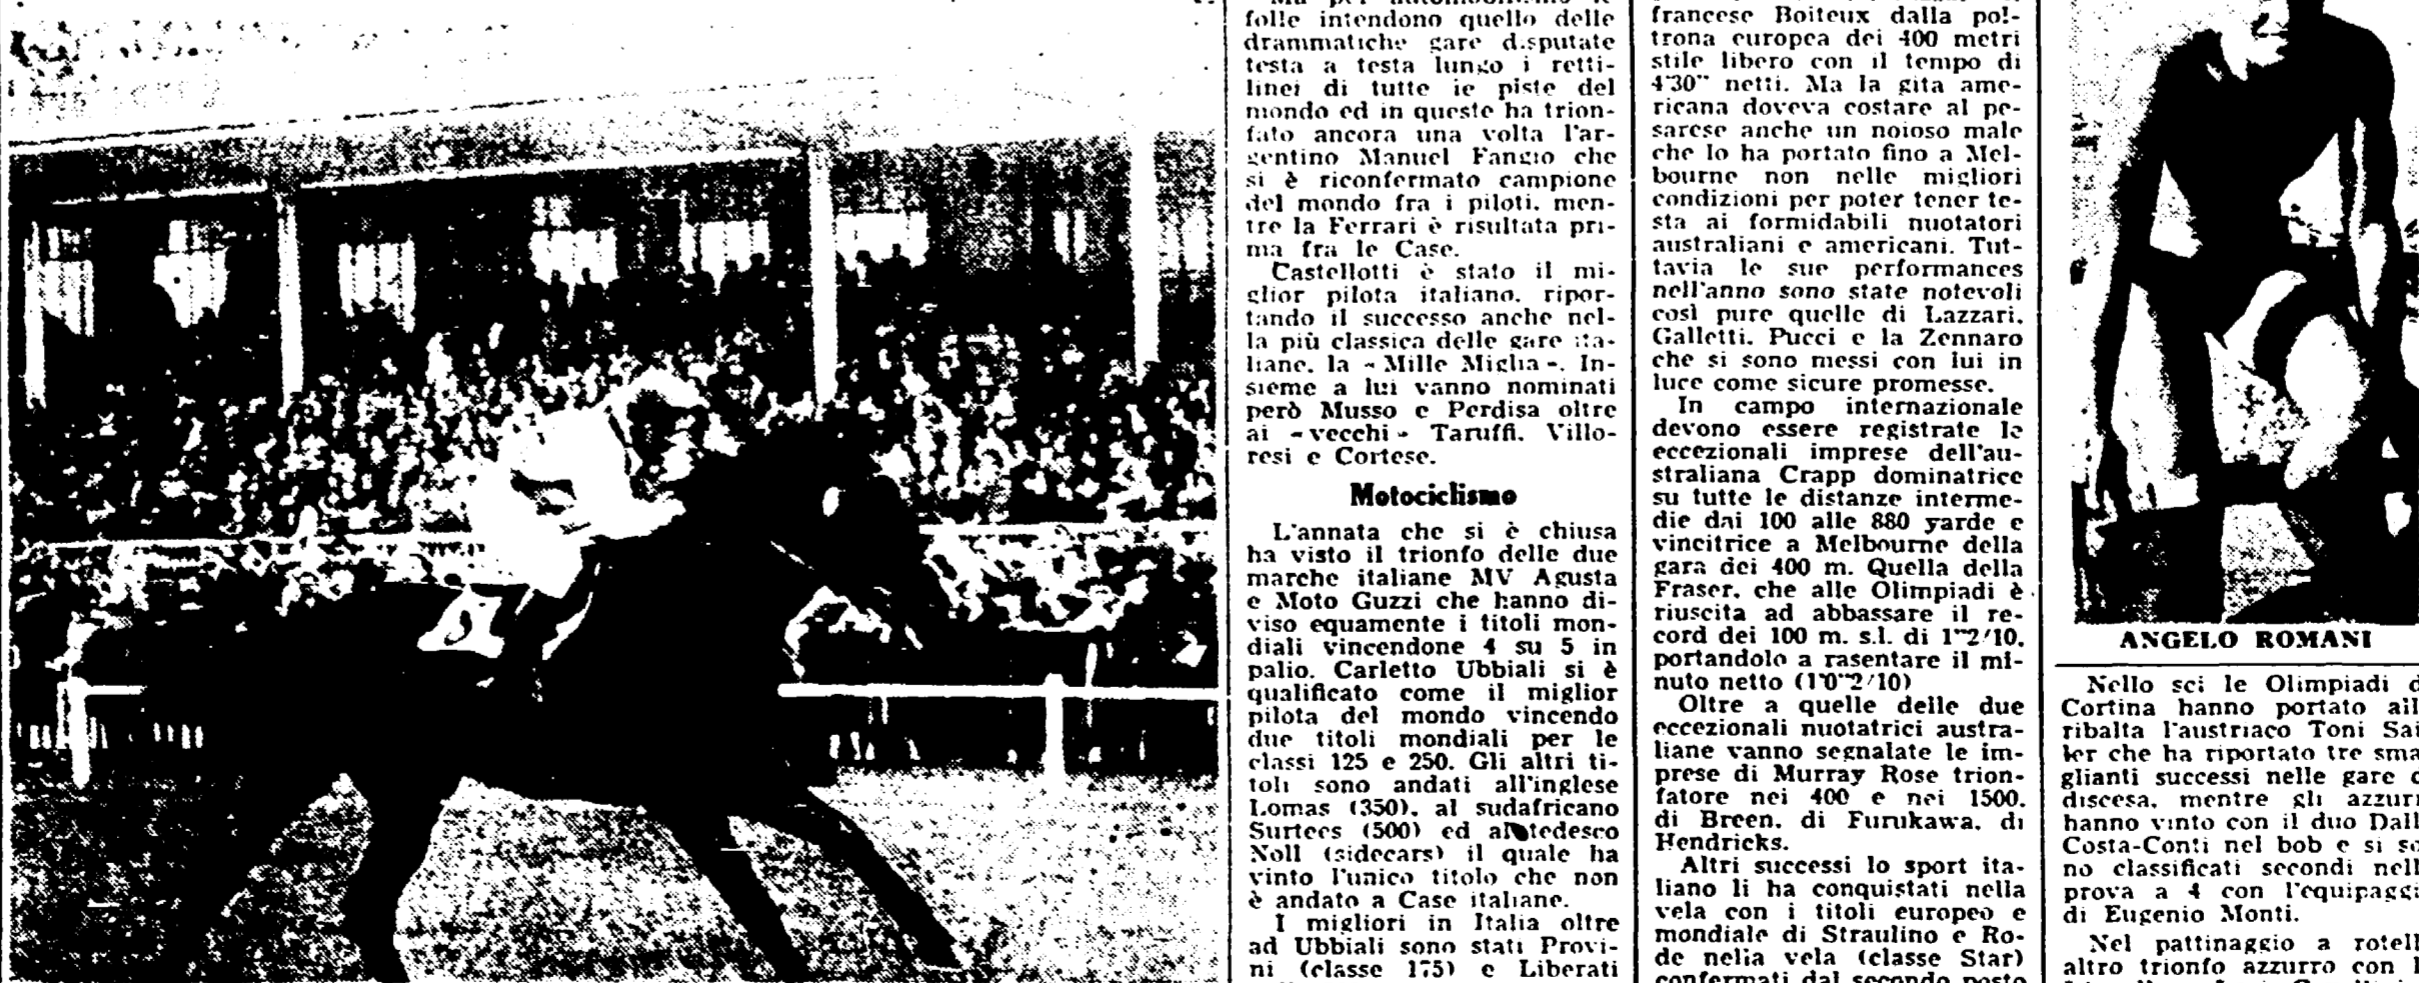 folle intendono quello delle
drammatiche gare d.sputate
testa a testa lungo i retti-
linei di tutte le piste del
mondo ed in queste ha trion-
fato ancora una volta l'ar-
gentino Manuel Fangio che
si è riconfermato campione
del mondo fra i piloti. men-
tre la Ferrari è risultata pri-
ma fra le Case.
Castellotti è stato il mi-
glior pilota italiano. ripor-
tando il successo anche nel-
la più classica delle gare ita-
liane. la «Mille Miglia». In-
sieme a lui vanno nominati
però Musso e Perdisa oltre
ai «vecchi» Taruffi. Villo-
resi e Cortese.
Motociclismo
L'annata che si è chiusa
ha visto il trionfo delle due
marche italiane MV Agusta
e Moto Guzzi che hanno di-
viso equamente i titoli mon-
diali vincendone 4 su 5 in
palio. Carletto Ubbiali si è
qualificato come il miglior
pilota del mondo vincendo
due titoli mondiali per le
classi 125 e 250. Gli altri ti-
toli sono andati all'inglese
Lomas (350), al sudafricano
Surtees (500) ed al tedesco
Noll (sidecars) il quale ha
vinto l'unico titolo che non
è andato a Case italiane.
I migliori in Italia oltre
ad Ubbiali sono stati Provi-
ni (classe 175) e Liberati
francese Boiteux dalla pol-
trona europea dei 400 metri
stile libero con il tempo di
4'30" netti. Ma la gita ame-
ricana doveva costare al pe-
sarese anche un noioso male
che lo ha portato fino a Mel-
bourne non nelle migliori
condizioni per poter tener te-
sta ai formidabili nuotatori
australiani e americani. Tut-
tavia le sue performances
nell'anno sono state notevoli
così pure quelle di Lazzari.
Galletti. Pucci e la Zennaro
che si sono messi con lui in
luce come sicure promesse.
In campo internazionale
devono essere registrate le
eccezionali imprese dell'au-
straliana Crapp dominatrice
su tutte le distanze interme-
die dai 100 alle 880 yarde e
vincitrice a Melbourne della
gara dei 400 m. Quella della
Fraser. che alle Olimpiadi è
riuscita ad abbassare il re-
cord dei 100 m. s.l. di 1"2/10.
portandolo a rasentare il mi-
nuto netto (1'0"2/10)
Oltre a quelle delle due
eccezionali nuotatrici austra-
liane vanno segnalate le im-
prese di Murray Rose trion-
fatore nei 400 e nei 1500.
di Breen. di Furukawa. di
Hendricks.
Altri successi lo sport ita-
liano li ha conquistati nella
vela con i titoli europeo e
mondiale di Straulino e Ro-
de nella vela (classe Star)
confermati dal secondo posto
ANGELO ROMANI
Nello sci le Olimpiadi d
Cortina hanno portato all
ribalta l'austriaco Toni Sai
ler che ha riportato tre sma
glianti successi nelle gare d
discesa. mentre gli azzurr
hanno vinto con il duo Dall
Costa-Conti nel bob e si so
no classificati secondi nell
prova a 4 con l'equipaggi
di Eugenio Monti.
Nel pattinaggio a rotell
altro trionfo azzurro con l